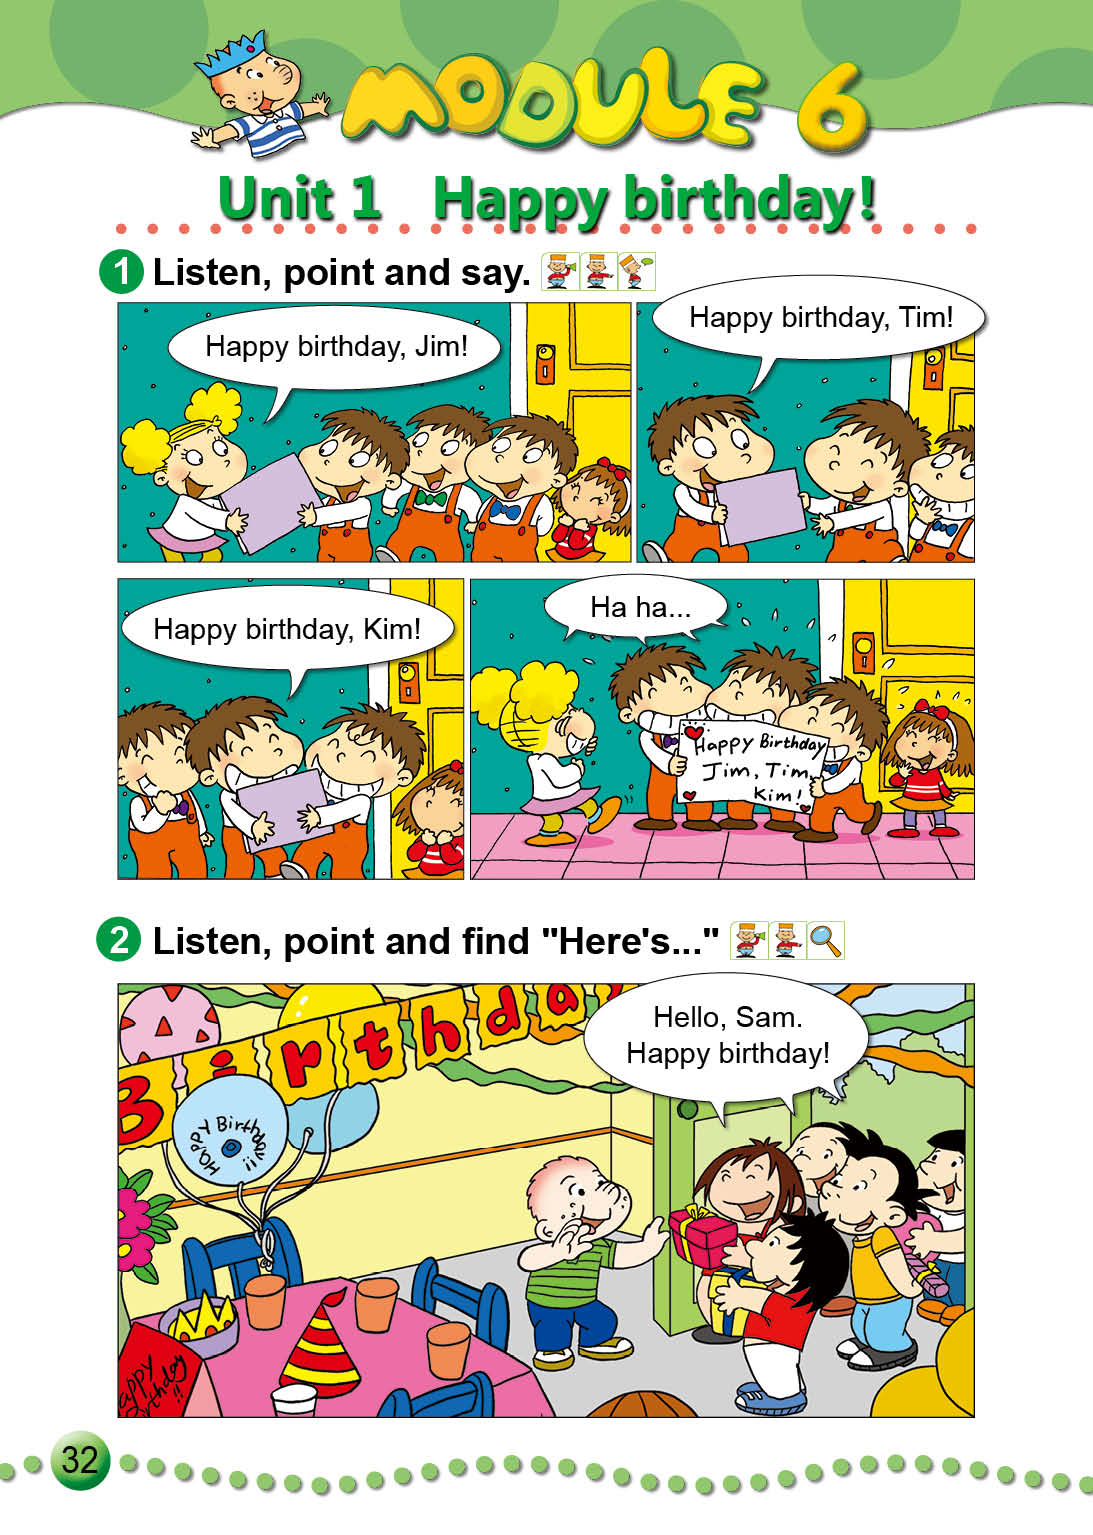 MODULE 6
Unit 1 Happy birthday!
1 Listen, point and say.
Happy birthday, Jim!
Happy birthday, Tim!
Happy birthday, Kim!
Ha ha...
Happy Birthday
Jim, Tim,
Kim!
2 Listen, point and find "Here's..."
Hello, Sam.
Happy birthday!
Birthday
HAPPY Birthday!!
appy
irthday
!!
32